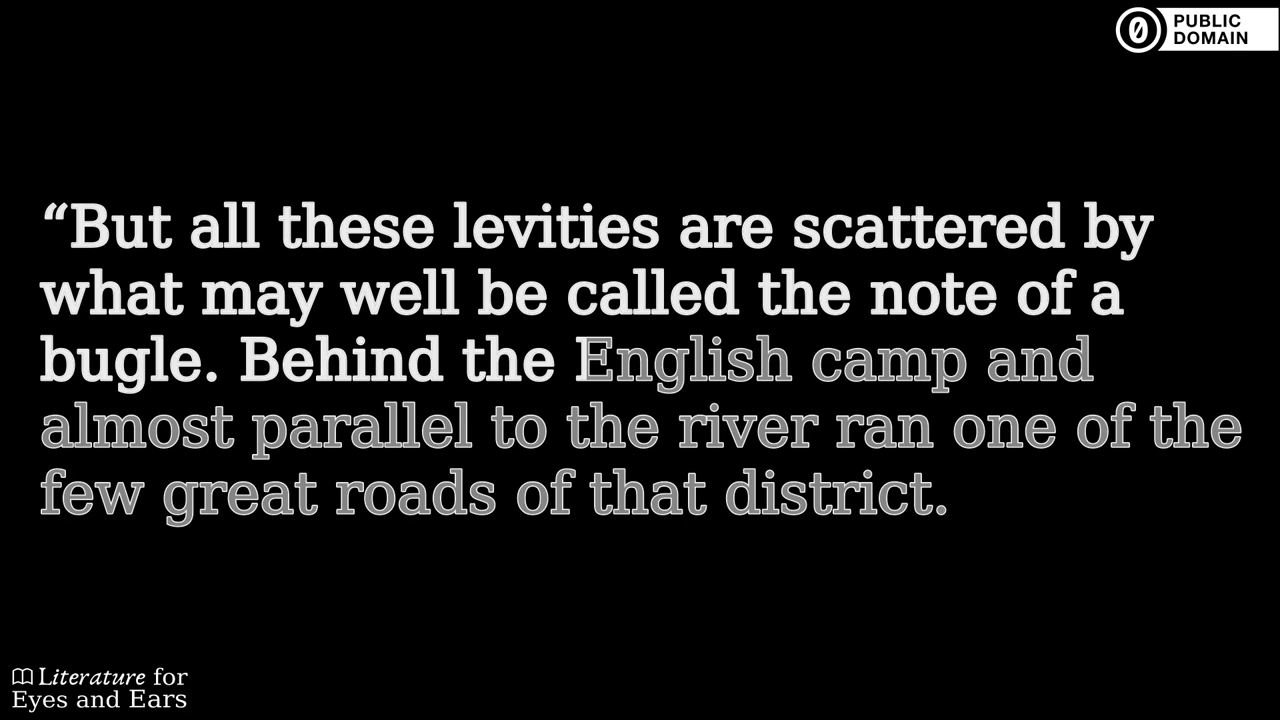 PUBLIC
DOMAIN
“But all these levities are scattered by
what may well be called the note of a
bugle. Behind the English camp and
almost parallel to the river ran one of the
few great roads of that district.
Literature for
Eyes and Ears